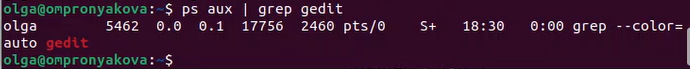 olga@ompronyakova:~$ ps aux | grep gedit
olga        5462  0.0  0.1  17756  2460 pts/0    S+   18:30   0:00 grep --color=
auto gedit
olga@ompronyakova:~$